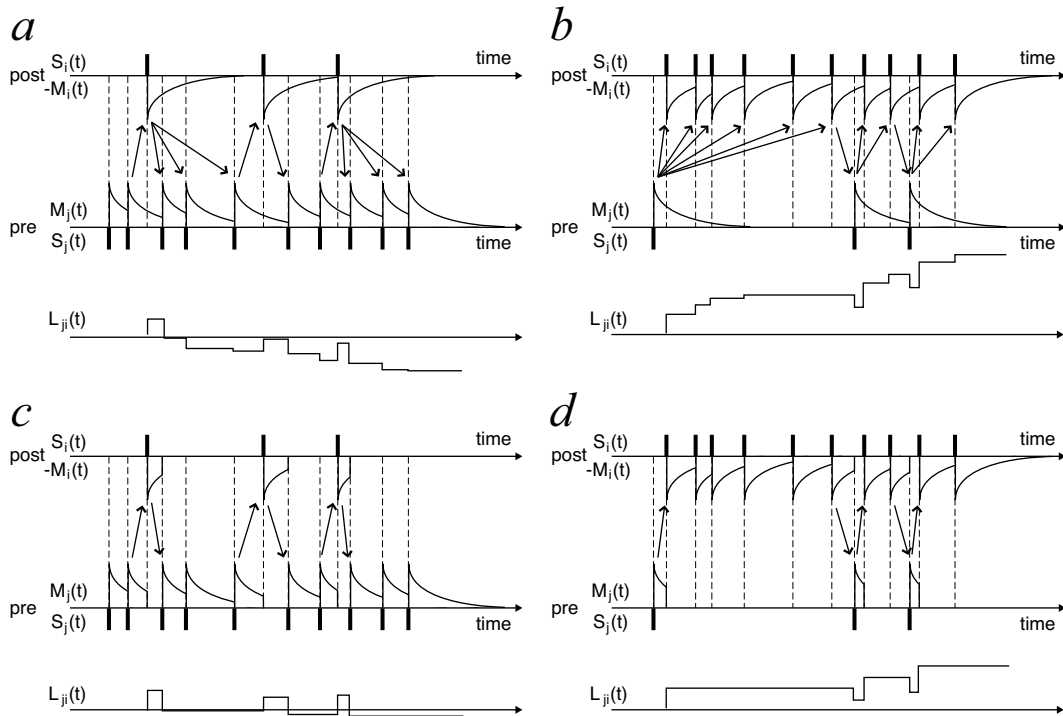 a
S_i(t) time
post
-M_i(t)
M_j(t)
pre
S_j(t) time
L_ji(t)
b
S_i(t) time
post
-M_i(t)
M_j(t)
pre
S_j(t) time
L_ji(t)
c
S_i(t) time
post
-M_i(t)
M_j(t)
pre
S_j(t) time
L_ji(t)
d
S_i(t) time
post
-M_i(t)
M_j(t)
pre
S_j(t) time
L_ji(t)